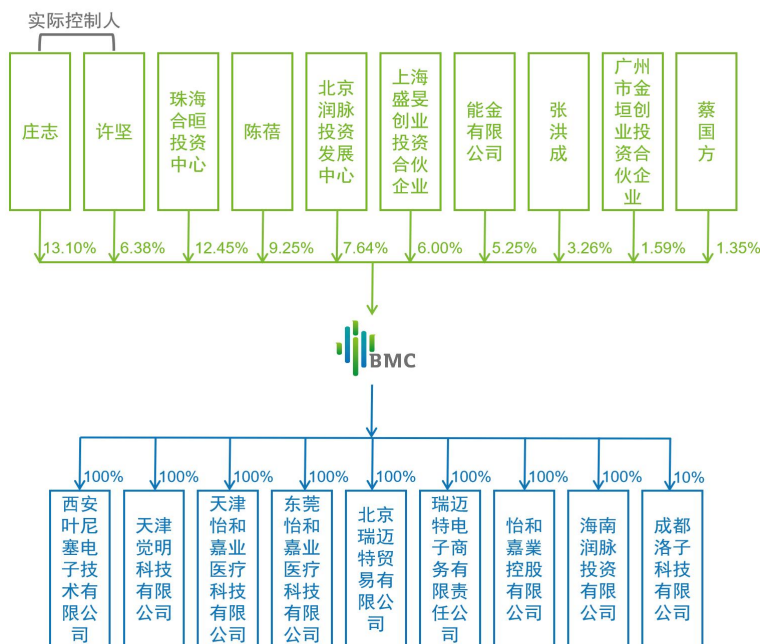 实际控制人
庄志
许坚
珠海
合晅
投资
中心
陈蓓
北京
润脉
投资
发展
中心
上海
盛旻
创业
投资
合伙
企业
能金
有限
公司
张
洪
成
广州
市金
垣创
业投
资合
伙企
业
蔡
国
方
13.10% 6.38% 12.45% 9.25% 7.64% 6.00% 5.25% 3.26% 1.59% 1.35%
BMC
100% 100% 100% 100% 100% 100% 100% 100% 10%
西安
叶尼
塞电
子技
术有
限公
司
天津
觉明
科技
有限
公司
天津
怡和
嘉业
医疗
科技
有限
公司
东莞
怡和
嘉业
医疗
科技
有限
公司
北京
瑞迈
特贸
易有
限公
司
瑞迈
特电
子商
务有
限责
任公
司
怡和
嘉業
控股
有限
公司
海南
润脉
投资
有限
公司
成都
洛子
科技
有限
公司